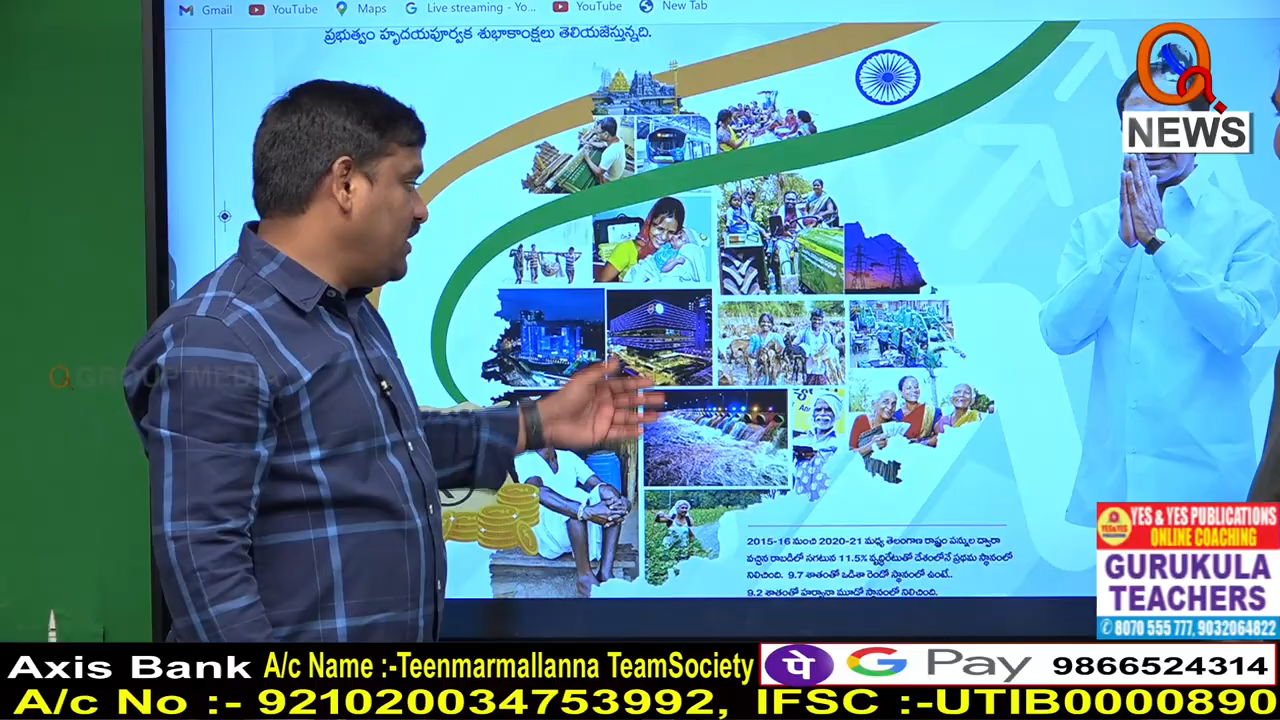 Gmail YouTube Maps Live streaming - Yo... YouTube New Tab
ప్రభుత్వం హృదయపూర్వక శుభాకాంక్షలు తెలియజేస్తున్నది.
Q
NEWS
Q GROUP MEDIA
2015-16 నుంచి 2020-21 మధ్య తెలంగాణ రాష్ట్రం పన్నుల ద్వారా
వచ్చిన రాబడిలో సగటున 11.5% వృద్ధిరేటుతో దేశంలోనే ప్రథమ స్థానంలో
నిలిచింది. 9.7 శాతంతో ఒడిశా రెండో స్థానంలో ఉంటే..
9.2 శాతంతో హర్యానా మూడో స్థానంలో నిలిచింది.
YES & YES PUBLICATIONS
ONLINE COACHING
GURUKULA
TEACHERS
8070 555 777, 9032064822
Axis Bank A/c Name :-Teenmarmallanna TeamSociety पे G Pay 9866524314
A/c No :- 921020034753992, IFSC :-UTIB0000890